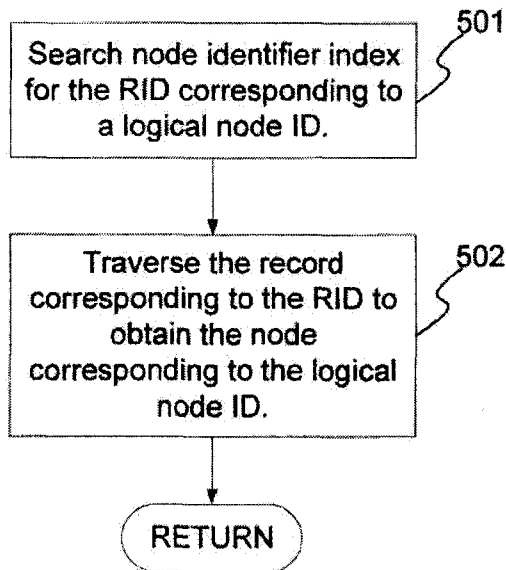 501
Search node identifier index
for the RID corresponding to
a logical node ID.
502
Traverse the record
corresponding to the RID to
obtain the node
corresponding to the logical
node ID.
RETURN